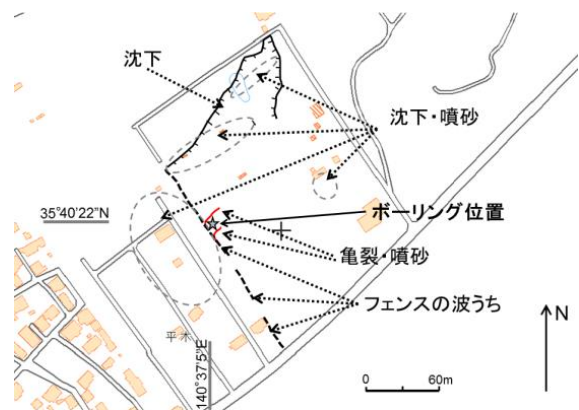 沈下
沈下・噴砂
35°40'22"N
ボーリング位置
亀裂・噴砂
フェンスの波うち
平木
140°37'5"E
N
0 60m